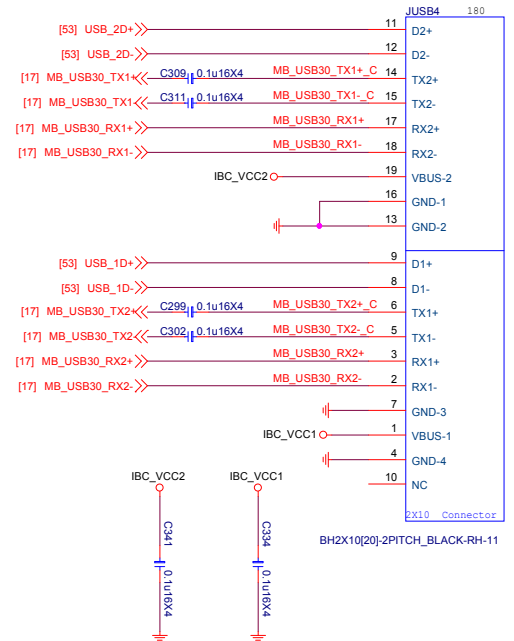 JUSB4 180
[53] USB_2D+ 11 D2+
[53] USB_2D- 12 D2-
[17] MB_USB30_TX1+ C309 0.1u16X4 MB_USB30_TX1+_C 14 TX2+
[17] MB_USB30_TX1- C311 0.1u16X4 MB_USB30_TX1-_C 15 TX2-
[17] MB_USB30_RX1+ MB_USB30_RX1+ 17 RX2+
[17] MB_USB30_RX1- MB_USB30_RX1- 18 RX2-
IBC_VCC2 19 VBUS-2
16 GND-1
13 GND-2
[53] USB_1D+ 9 D1+
[53] USB_1D- 8 D1-
[17] MB_USB30_TX2+ C299 0.1u16X4 MB_USB30_TX2+_C 6 TX1+
[17] MB_USB30_TX2- C302 0.1u16X4 MB_USB30_TX2-_C 5 TX1-
[17] MB_USB30_RX2+ MB_USB30_RX2+ 3 RX1+
[17] MB_USB30_RX2- MB_USB30_RX2- 2 RX1-
7 GND-3
IBC_VCC1 1 VBUS-1
4 GND-4
10 NC
2X10 Connector
BH2X10[20]-2PITCH_BLACK-RH-11
IBC_VCC2 IBC_VCC1
C341 C334
0.1u16X4 0.1u16X4